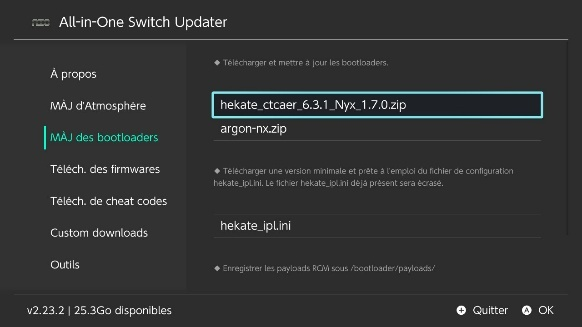 All-in-One Switch Updater
À propos
MÀJ d'Atmosphère
MÀJ des bootloaders
Téléch. des firmwares
Téléch. de cheat codes
Custom downloads
Outils
◆ Télécharger et mettre à jour les bootloaders.
hekate_ctcaer_6.3.1_Nyx_1.7.0.zip
argon-nx.zip
◆ Télécharger une version minimale et prête à l'emploi du fichier de configuration
hekate_ipl.ini. Le fichier hekate_ipl.ini déjà présent sera écrasé.
hekate_ipl.ini
◆ Enregistrer les payloads RCM sous /bootloader/payloads/
v2.23.2 | 25.3Go disponibles
Quitter
A OK